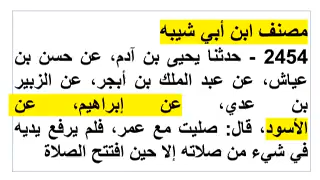 مصنف ابن أبي شيبه
2454 - حدثنا يحيى بن آدم، عن حسن بن
عياش، عن عبد الملك بن أبجر، عن الزبير
بن عدي، عن إبراهيم، عن
الأسود، قال: صليت مع عمر، فلم يرفع يديه
في شيء من صلاته إلا حين افتتح الصلاة